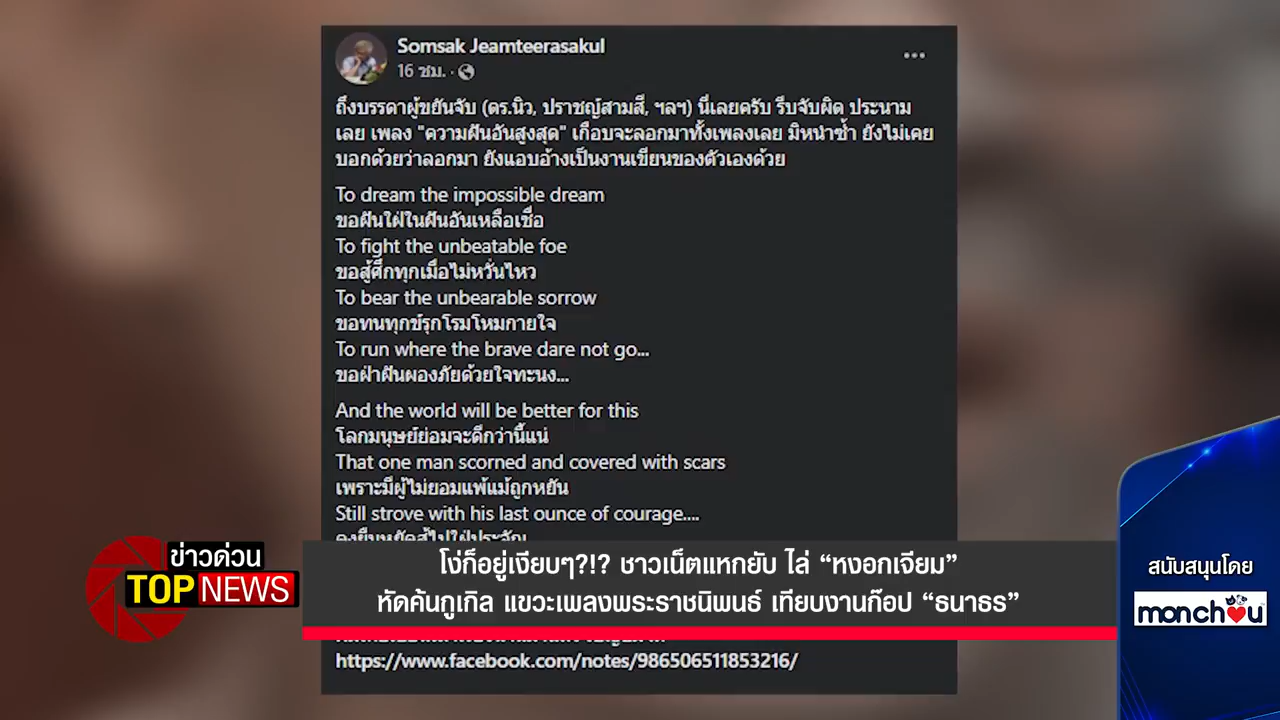 Somsak Jeamteerasakul
16 ชม.
ถึงบรรดาผู้ขยันจับ (ดร.นิว, ปราชญ์สามสี, ฯลฯ) นี่เลยครับ รีบจับผิด ประนาม
เลย เพลง "ความฝันอันสูงสุด" เกือบจะลอกมาทั้งเพลงเลย มิหนำซ้ำ ยังไม่เคย
บอกด้วยว่าลอกมา ยังแอบอ้างเป็นงานเขียนของตัวเองด้วย
To dream the impossible dream
ขอฝันใฝ่ในฝันอันเหลือเชื่อ
To fight the unbeatable foe
ขอสู้ศึกทุกเมื่อไม่หวั่นไหว
To bear the unbearable sorrow
ขอทนทุกข์รุกโรมโหมกายใจ
To run where the brave dare not go...
ขอฝ่าฝันผองภัยด้วยใจทะนง...
And the world will be better for this
โลกมนุษย์ย่อมจะดีกว่านี้แน่
That one man scorned and covered with scars
เพราะมีผู้ไม่ยอมแพ้แม้ถูกหยัน
Still strove with his last ounce of courage....
คงยืนหยัดสู้ไปใฝ่ประจัญ
ข่าวด่วน
TOP NEWS
โง่ก็อยู่เงียบๆ?!? ชาวเน็ตแหกยับ ไล่ “หงอกเจียม”
หัดค้นกูเกิล แขวะเพลงพระราชนิพนธ์ เทียบงานก๊อป “ธนาธร”
https://www.facebook.com/notes/986506511853216/
สนับสนุนโดย
monchou